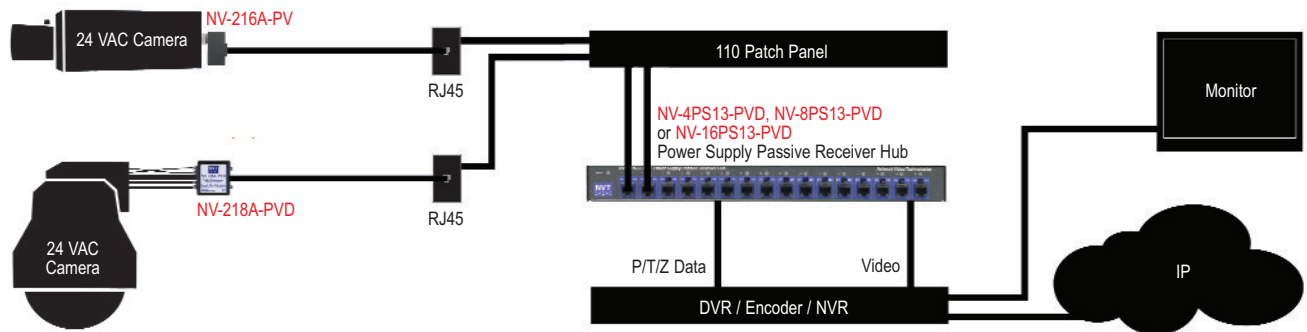 NV-216A-PV
24 VAC Camera
RJ45
110 Patch Panel
Monitor
NV-4PS13-PVD, NV-8PS13-PVD
or NV-16PS13-PVD
Power Supply Passive Receiver Hub
NVT
NV-218A-PVD
RJ45
24 VAC
Camera
P/T/Z Data
Video
IP
DVR / Encoder / NVR